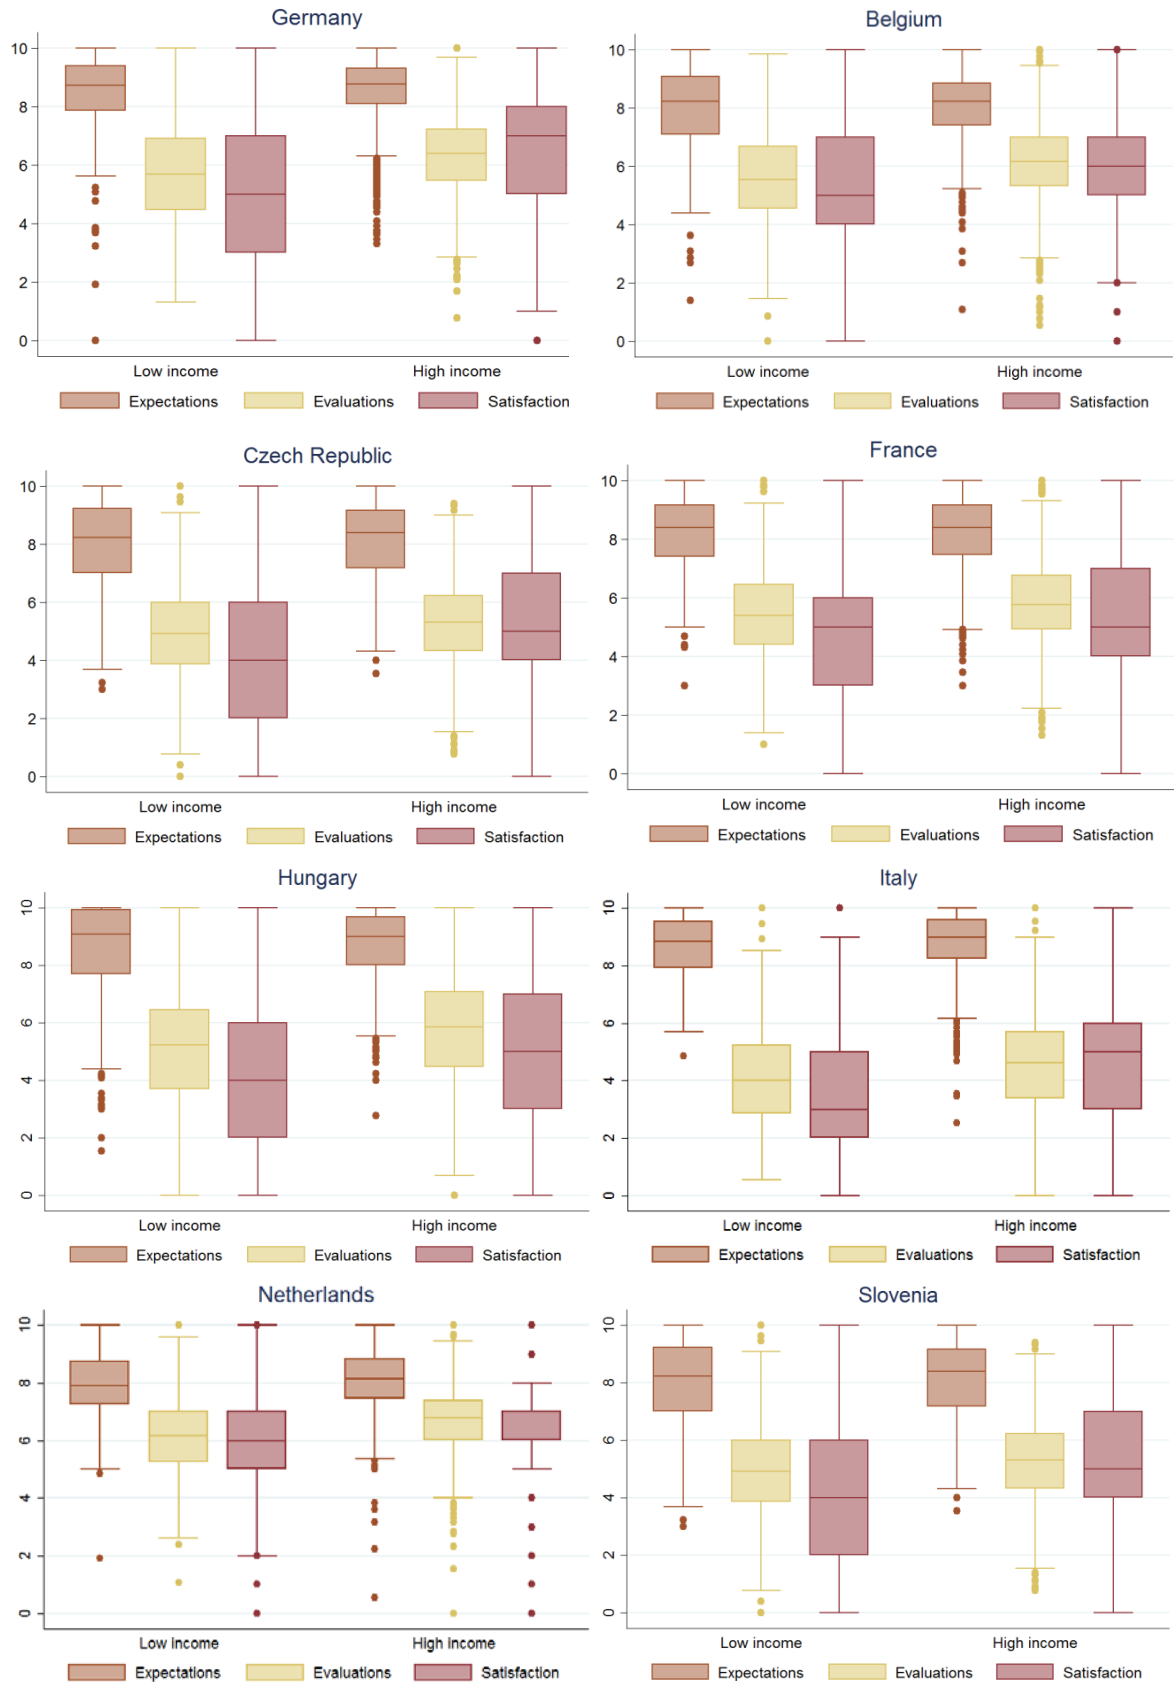 Germany
10
8
6
4
2
0
Low income High income
Expectations Evaluations Satisfaction
Belgium
10
8
6
4
2
0
Low income High income
Expectations Evaluations Satisfaction
Czech Republic
10
8
6
4
2
0
Low income High income
Expectations Evaluations Satisfaction
France
10
8
6
4
2
0
Low income High income
Expectations Evaluations Satisfaction
Hungary
10
8
6
4
2
0
Low income High income
Expectations Evaluations Satisfaction
Italy
10
8
6
4
2
0
Low income High income
Expectations Evaluations Satisfaction
Netherlands
10
8
6
4
2
0
Low income High income
Expectations Evaluations Satisfaction
Slovenia
10
8
6
4
2
0
Low income High income
Expectations Evaluations Satisfaction